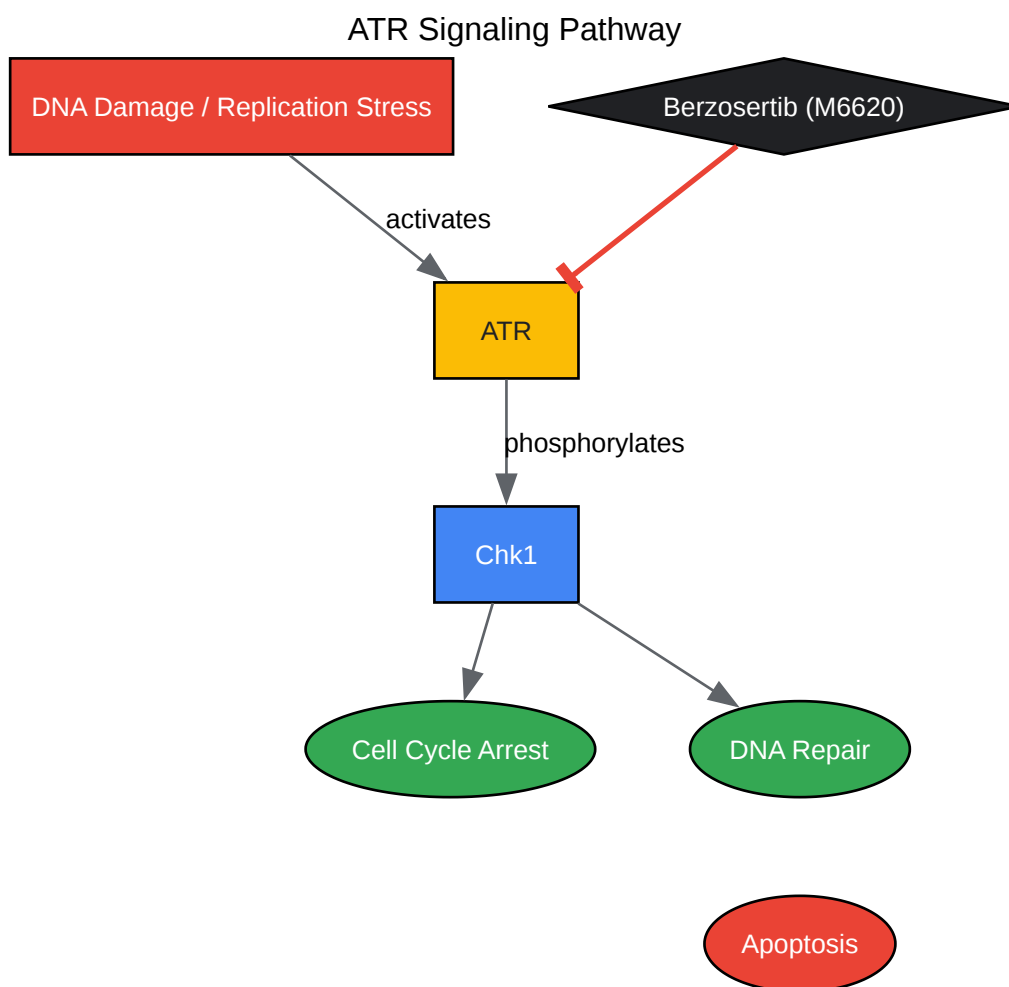 ATR Signaling Pathway
DNA Damage / Replication Stress
Berzosertib (M6620)
activates
ATR
phosphorylates
Chk1
Cell Cycle Arrest
DNA Repair
Apoptosis